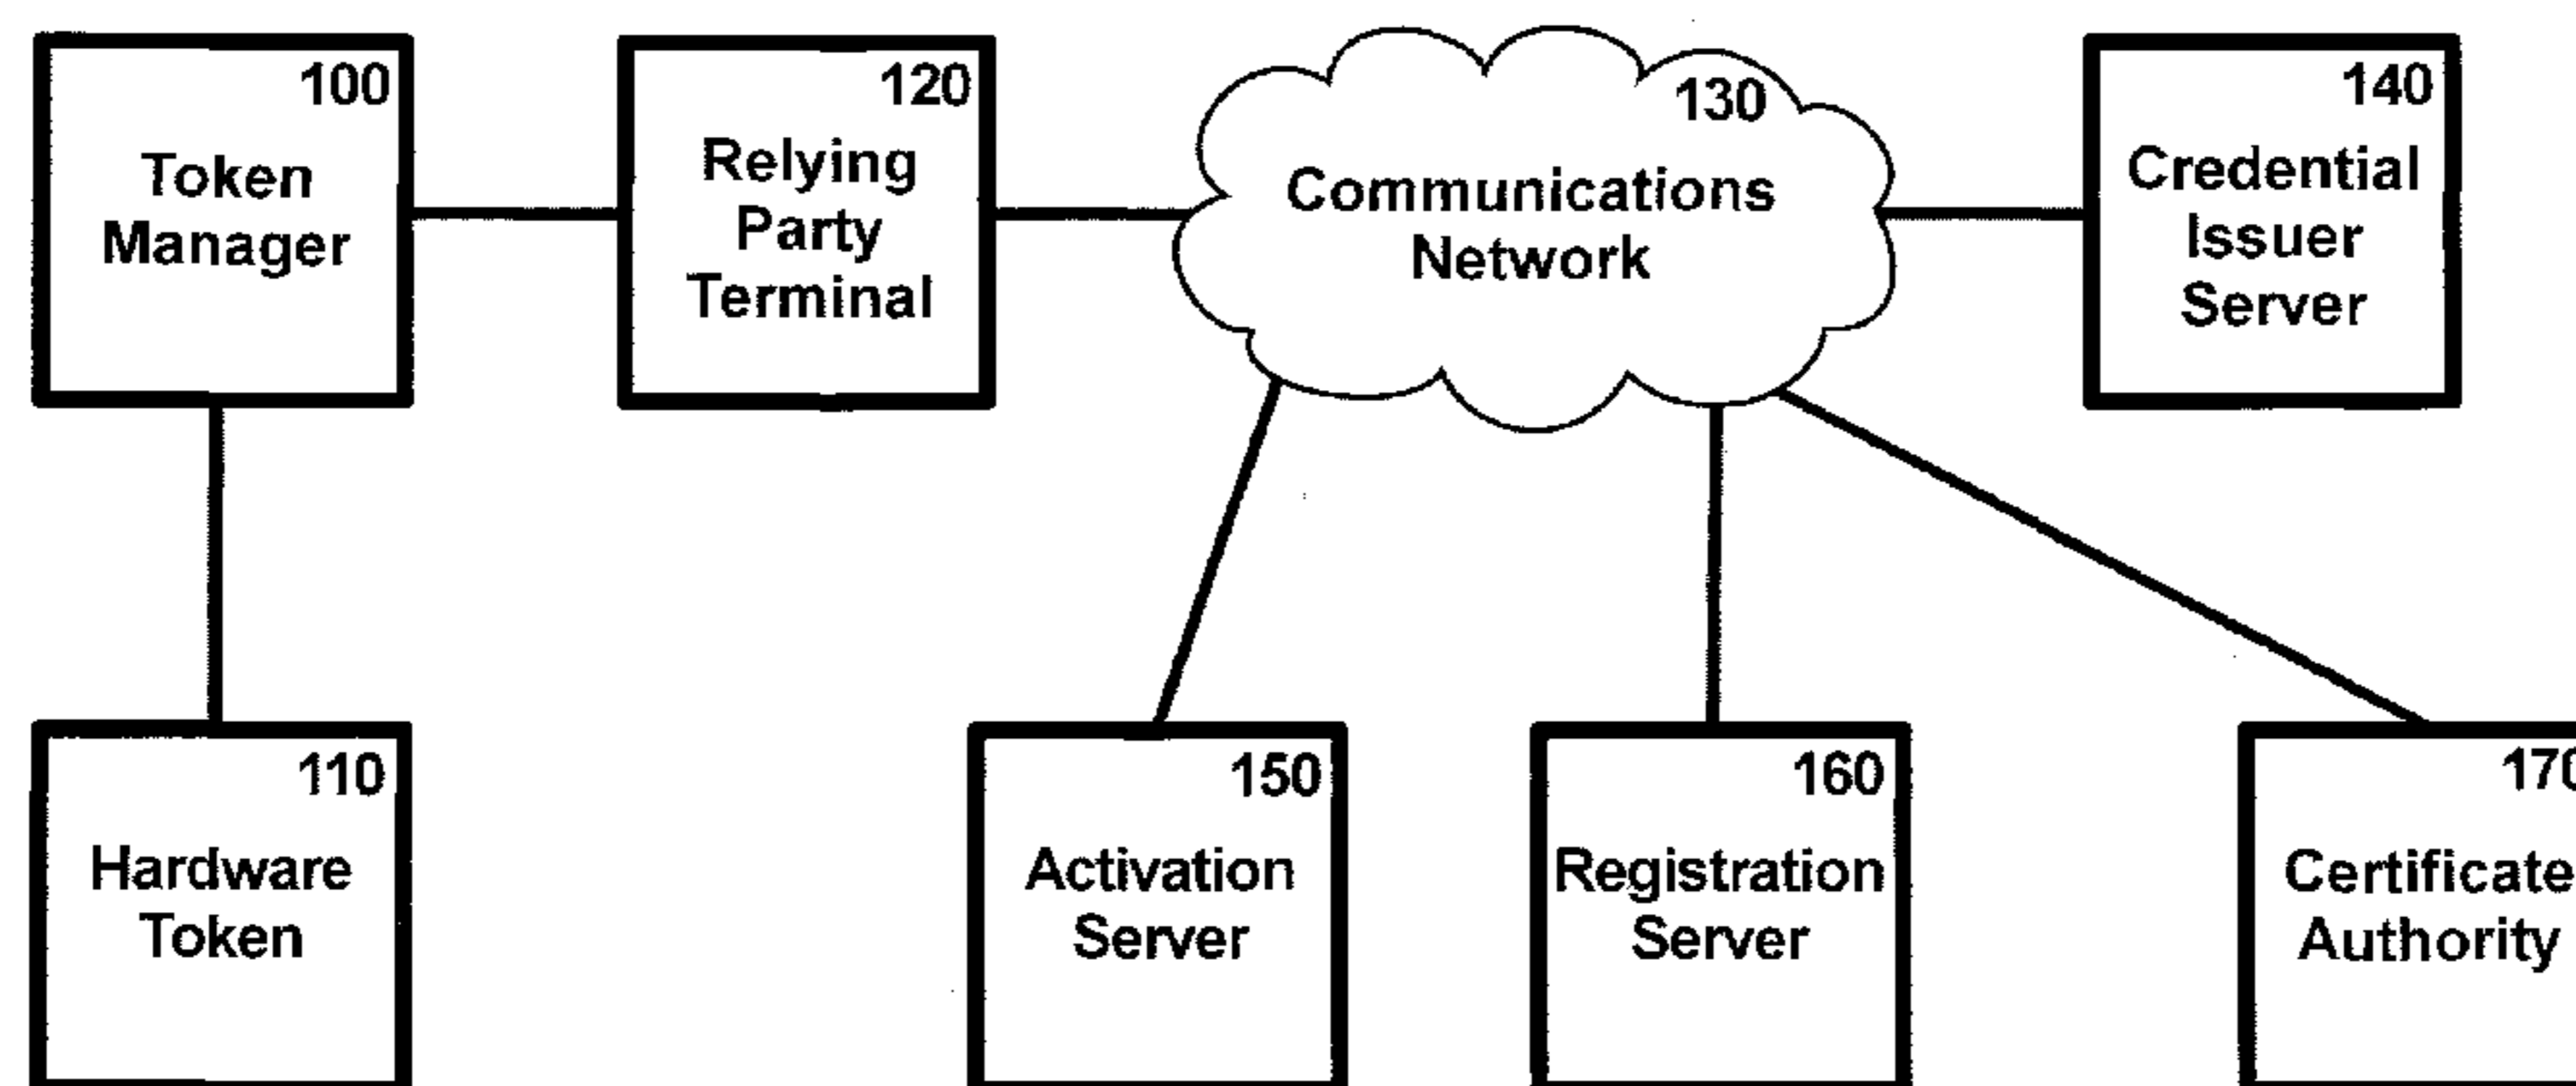 100
Token
Manager
120
Relying
Party
Terminal
130
Communications
Network
140
Credential
Issuer
Server
110
Hardware
Token
150
Activation
Server
160
Registration
Server
170
Certificate
Authority